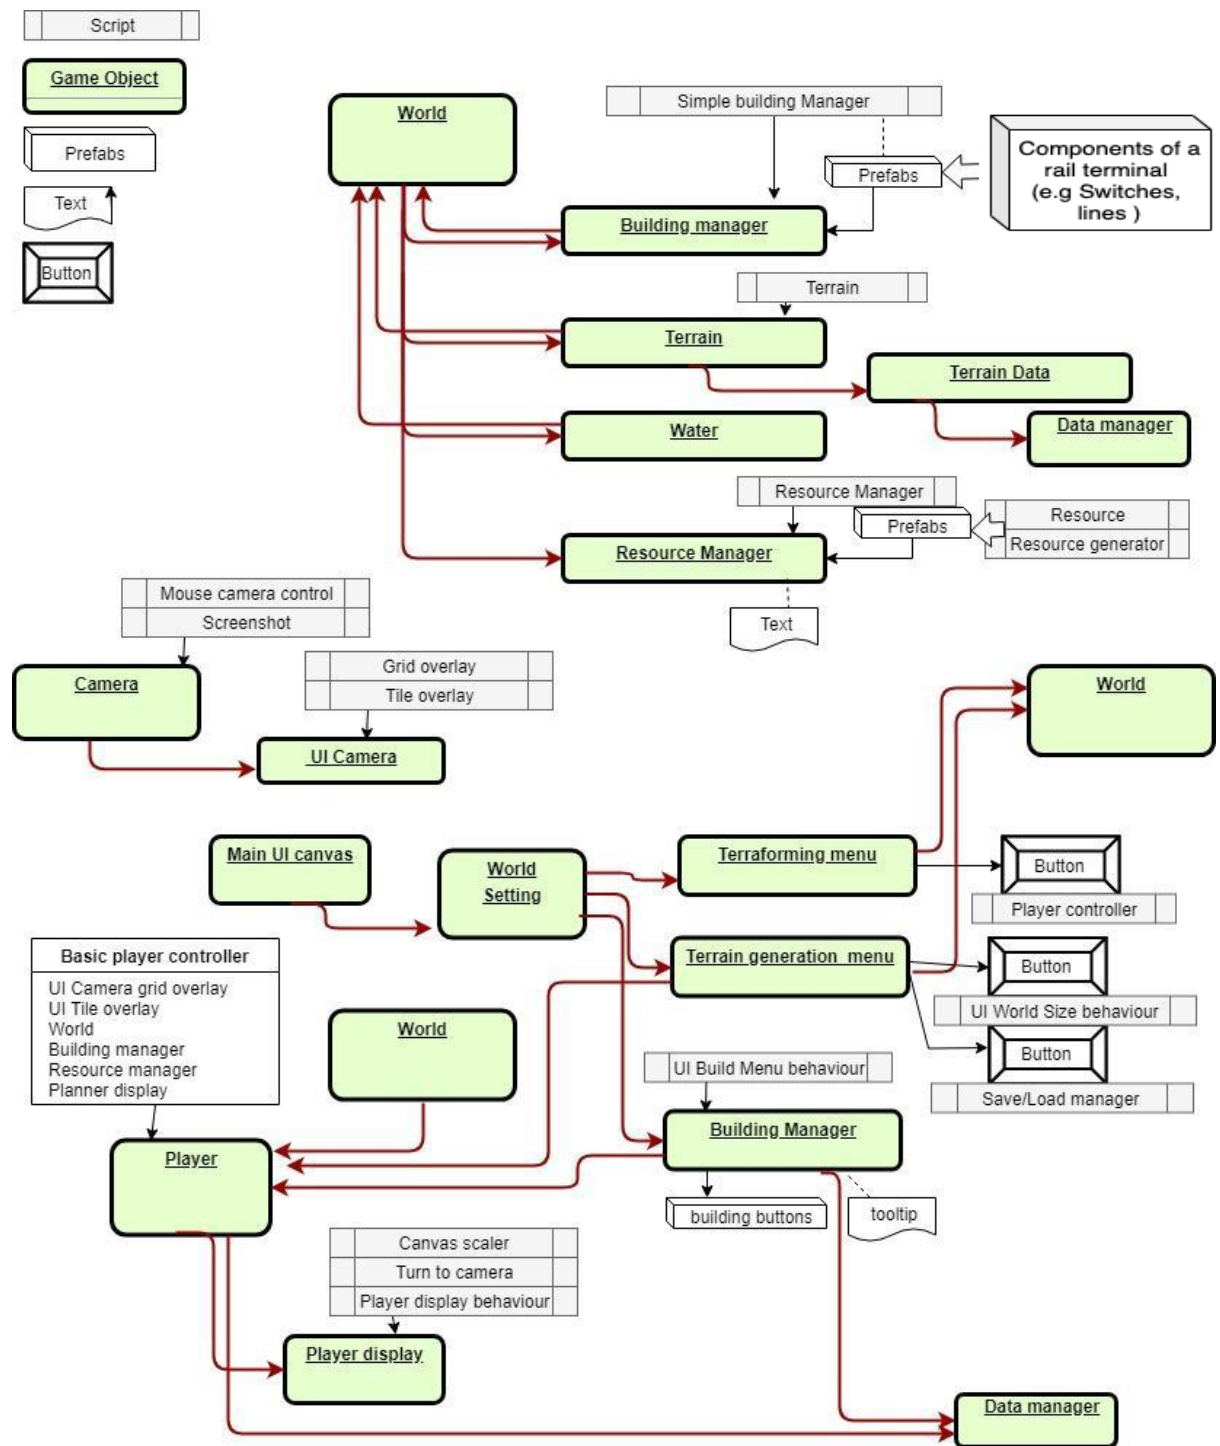 Script
Game Object
Prefabs
Text
Button
World
Simple building Manager
Prefabs
Components of a
rail terminal
(e.g Switches,
lines )
Building manager
Terrain
Terrain
Terrain Data
Data manager
Water
Resource Manager
Prefabs
Resource
Resource generator
Resource Manager
Text
Mouse camera control
Screenshot
Camera
Grid overlay
Tile overlay
UI Camera
World
Main UI canvas
World
Setting
Terraforming menu
Button
Player controller
Terrain generation menu
Button
UI World Size behaviour
Button
Save/Load manager
Basic player controller
UI Camera grid overlay
UI Tile overlay
World
Building manager
Resource manager
Planner display
World
UI Build Menu behaviour
Building Manager
building buttons
tooltip
Player
Canvas scaler
Turn to camera
Player display behaviour
Player display
Data manager